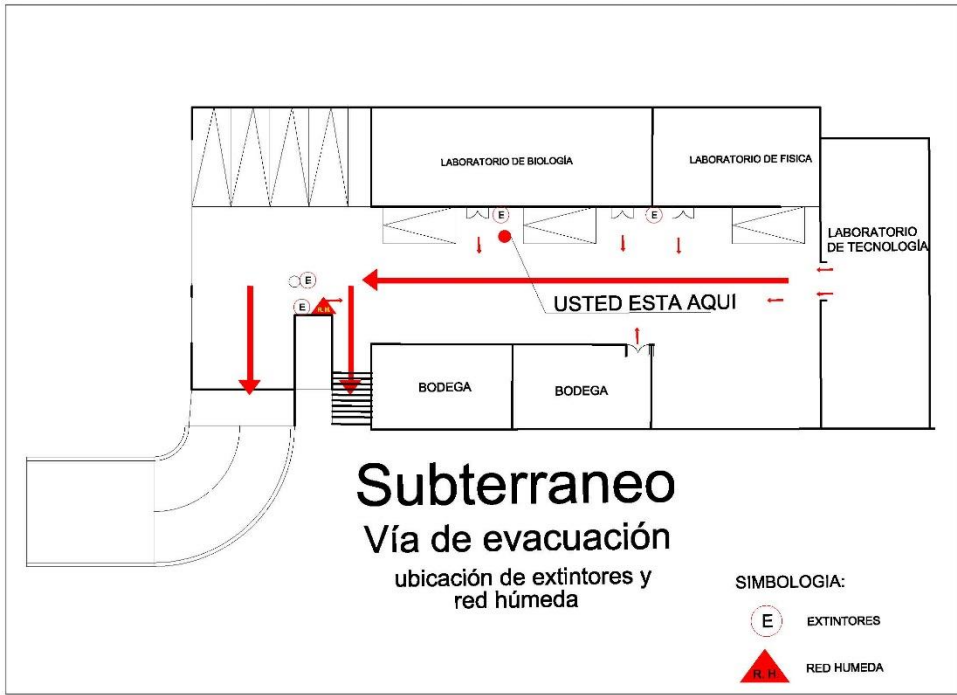 LABORATORIO DE BIOLOGÍA
LABORATORIO DE FISICA
LABORATORIO
DE TECNOLOGÍA
E
E
E
E
R. H.
USTED ESTA AQUI
BODEGA
BODEGA
Subterraneo
Vía de evacuación
ubicación de extintores y
red húmeda
SIMBOLOGIA:
E EXTINTORES
R. H. RED HUMEDA